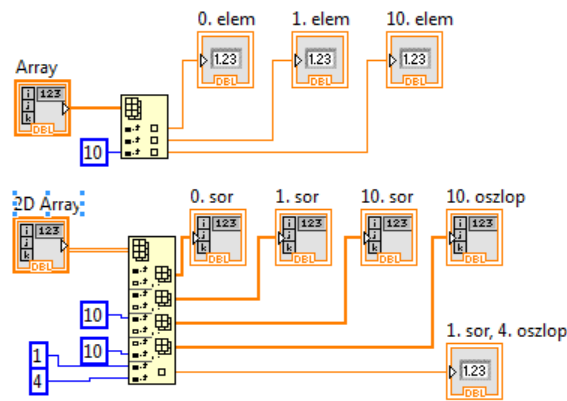 0. elem 1. elem 10. elem
Array
1.23 1.23 1.23
i 123
j
k
DBL DBL DBL DBL
10
2D Array 0. sor 1. sor 10. sor 10. oszlop
i 123 i 123 i 123 i 123 i 123
j j j j j
k k k k k
DBL DBL DBL DBL DBL
10
10
1
4
1. sor, 4. oszlop
1.23
DBL